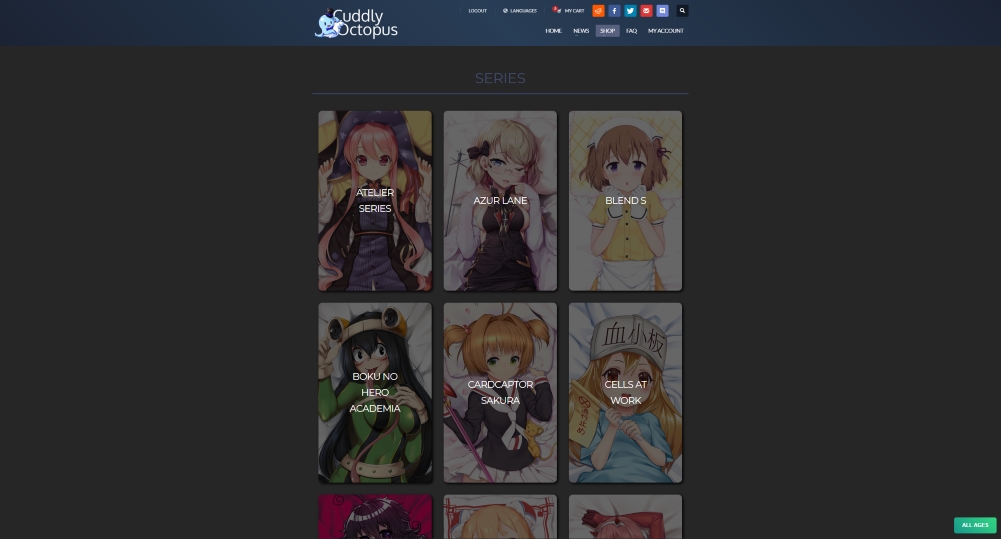 Cuddly
Octopus
LOGOUT
LANGUAGES
MY CART
HOME
NEWS
SHOP
FAQ
MY ACCOUNT
SERIES
ATELIER
SERIES
AZUR LANE
BLEND S
BOKU NO
HERO
ACADEMIA
CARDCAPTOR
SAKURA
血小板
CELLS AT
WORK
ALL AGES